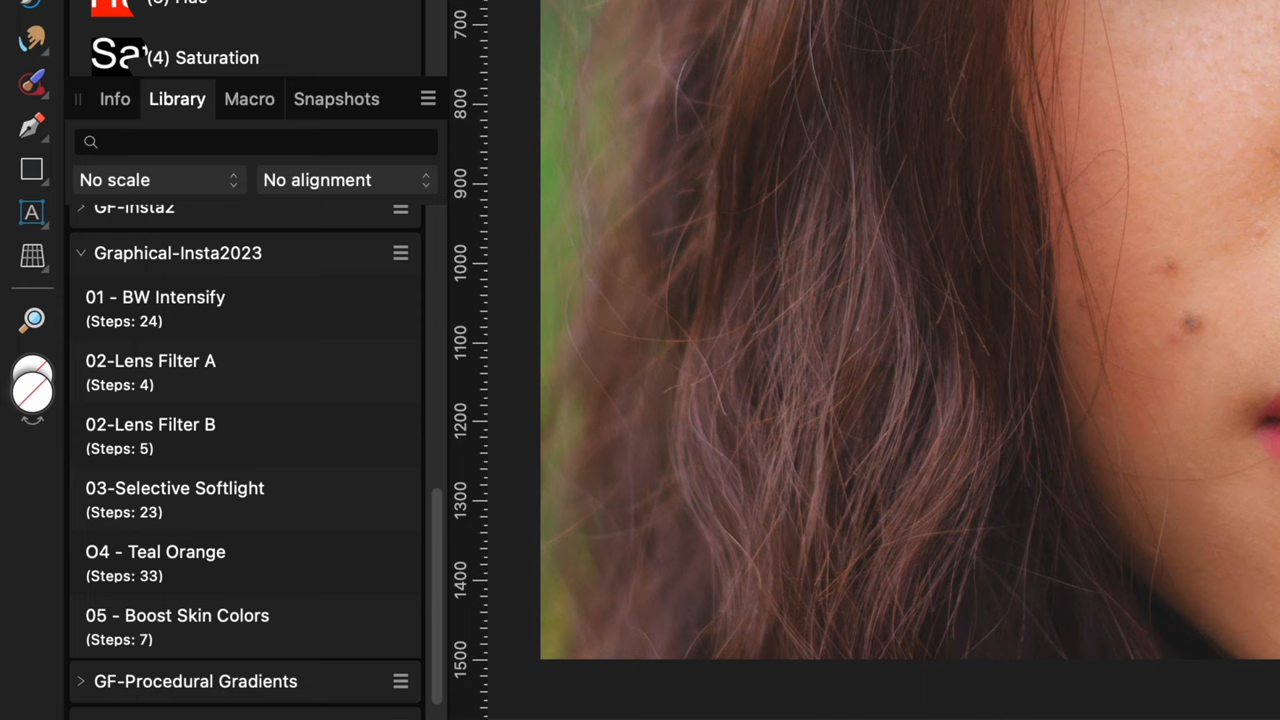 (3) Hue
Sa (4) Saturation
Info Library Macro Snapshots
No scale No alignment
GF-Insta2
Graphical-Insta2023
01 - BW Intensify
(Steps: 24)
02-Lens Filter A
(Steps: 4)
02-Lens Filter B
(Steps: 5)
03-Selective Softlight
(Steps: 23)
O4 - Teal Orange
(Steps: 33)
05 - Boost Skin Colors
(Steps: 7)
GF-Procedural Gradients
A
700
800
900
1000
1100
1200
1300
1400
1500